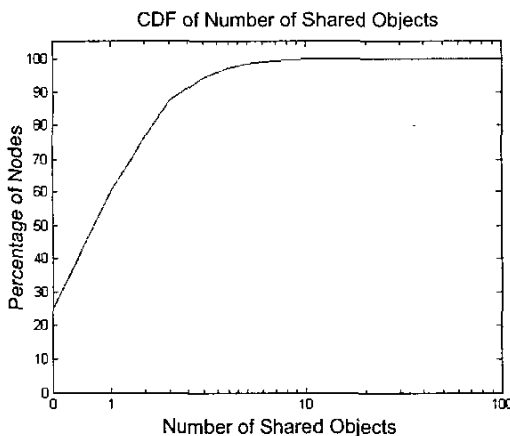 CDF of Number of Shared Objects
100
90
80
70
60
50
40
30
20
10
0
Percentage of Nodes
0 1 10 100
Number of Shared Objects